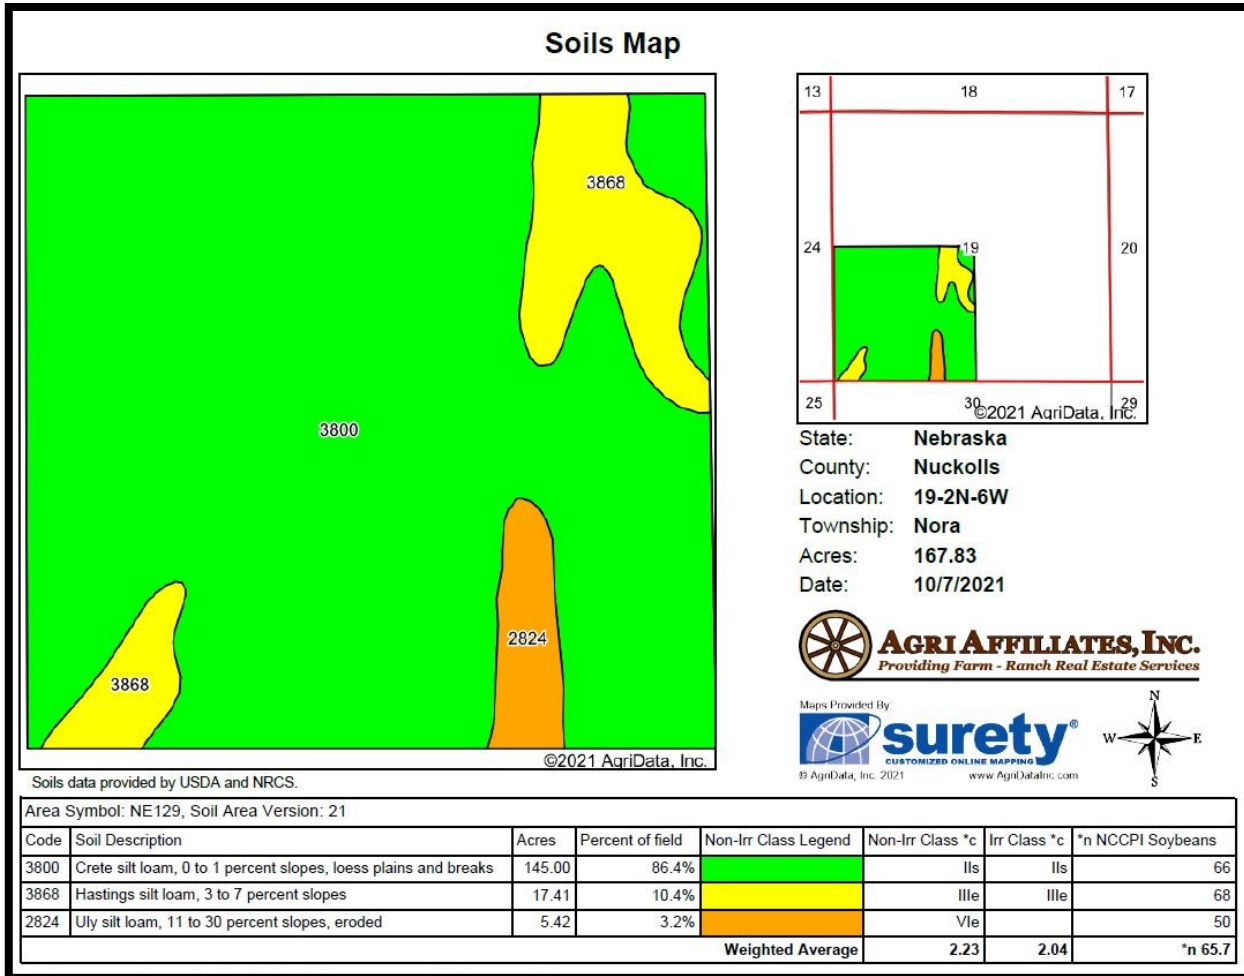 Soils Map
3868
3800
2824
3868
©2021 AgriData, Inc.
Soils data provided by USDA and NRCS.
13 18 17
24 19 20
25 30 29
©2021 AgriData, Inc.
State: Nebraska
County: Nuckolls
Location: 19-2N-6W
Township: Nora
Acres: 167.83
Date: 10/7/2021
AGRI AFFILIATES, INC.
Providing Farm - Ranch Real Estate Services
Maps Provided By
surety®
CUSTOMIZED ONLINE MAPPING
© AgriData, Inc. 2021 www.AgriDataInc.com
N
W E
S
Area Symbol: NE129, Soil Area Version: 21
Code Soil Description Acres Percent of field Non-Irr Class Legend Non-Irr Class *c Irr Class *c *n NCCPI Soybeans
3800 Crete silt loam, 0 to 1 percent slopes, loess plains and breaks 145.00 86.4% IIs IIs 66
3868 Hastings silt loam, 3 to 7 percent slopes 17.41 10.4% IIIe IIIe 68
2824 Uly silt loam, 11 to 30 percent slopes, eroded 5.42 3.2% VIe 50
Weighted Average 2.23 2.04 *n 65.7